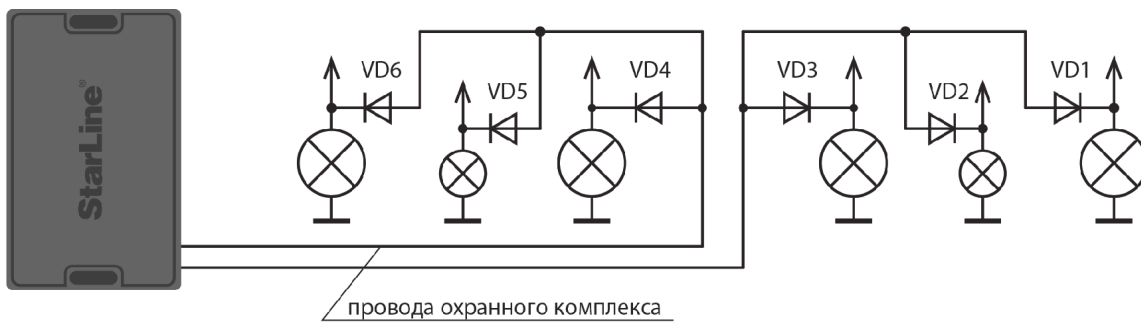 StarLine®
VD6
VD5
VD4
VD3
VD2
VD1
провода охранного комплекса